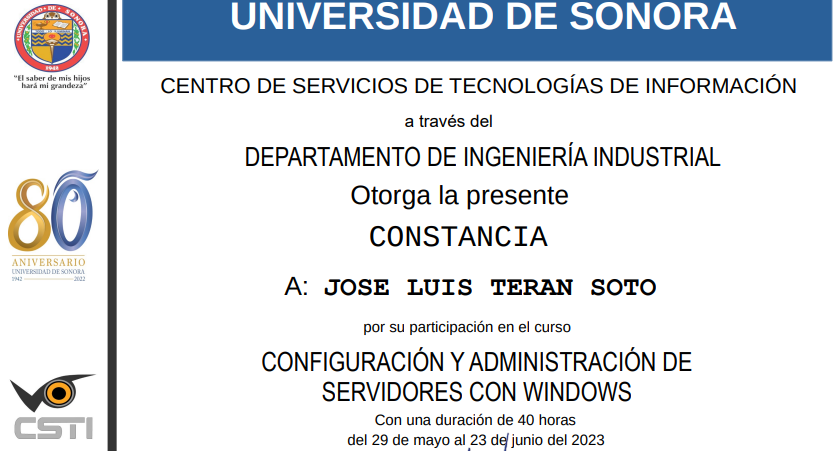 UNIVERSIDAD DE SONORA
UNIVERSIDAD · DE · SONORA
1942
"El saber de mis hijos
hará mi grandeza"
CENTRO DE SERVICIOS DE TECNOLOGÍAS DE INFORMACIÓN
a través del
DEPARTAMENTO DE INGENIERÍA INDUSTRIAL
Otorga la presente
CONSTANCIA
A: JOSE LUIS TERAN SOTO
por su participación en el curso
CONFIGURACIÓN Y ADMINISTRACIÓN DE
SERVIDORES CON WINDOWS
Con una duración de 40 horas
del 29 de mayo al 23 de junio del 2023
80
ANIVERSARIO
UNIVERSIDAD DE SONORA
1942 2022
CSTI